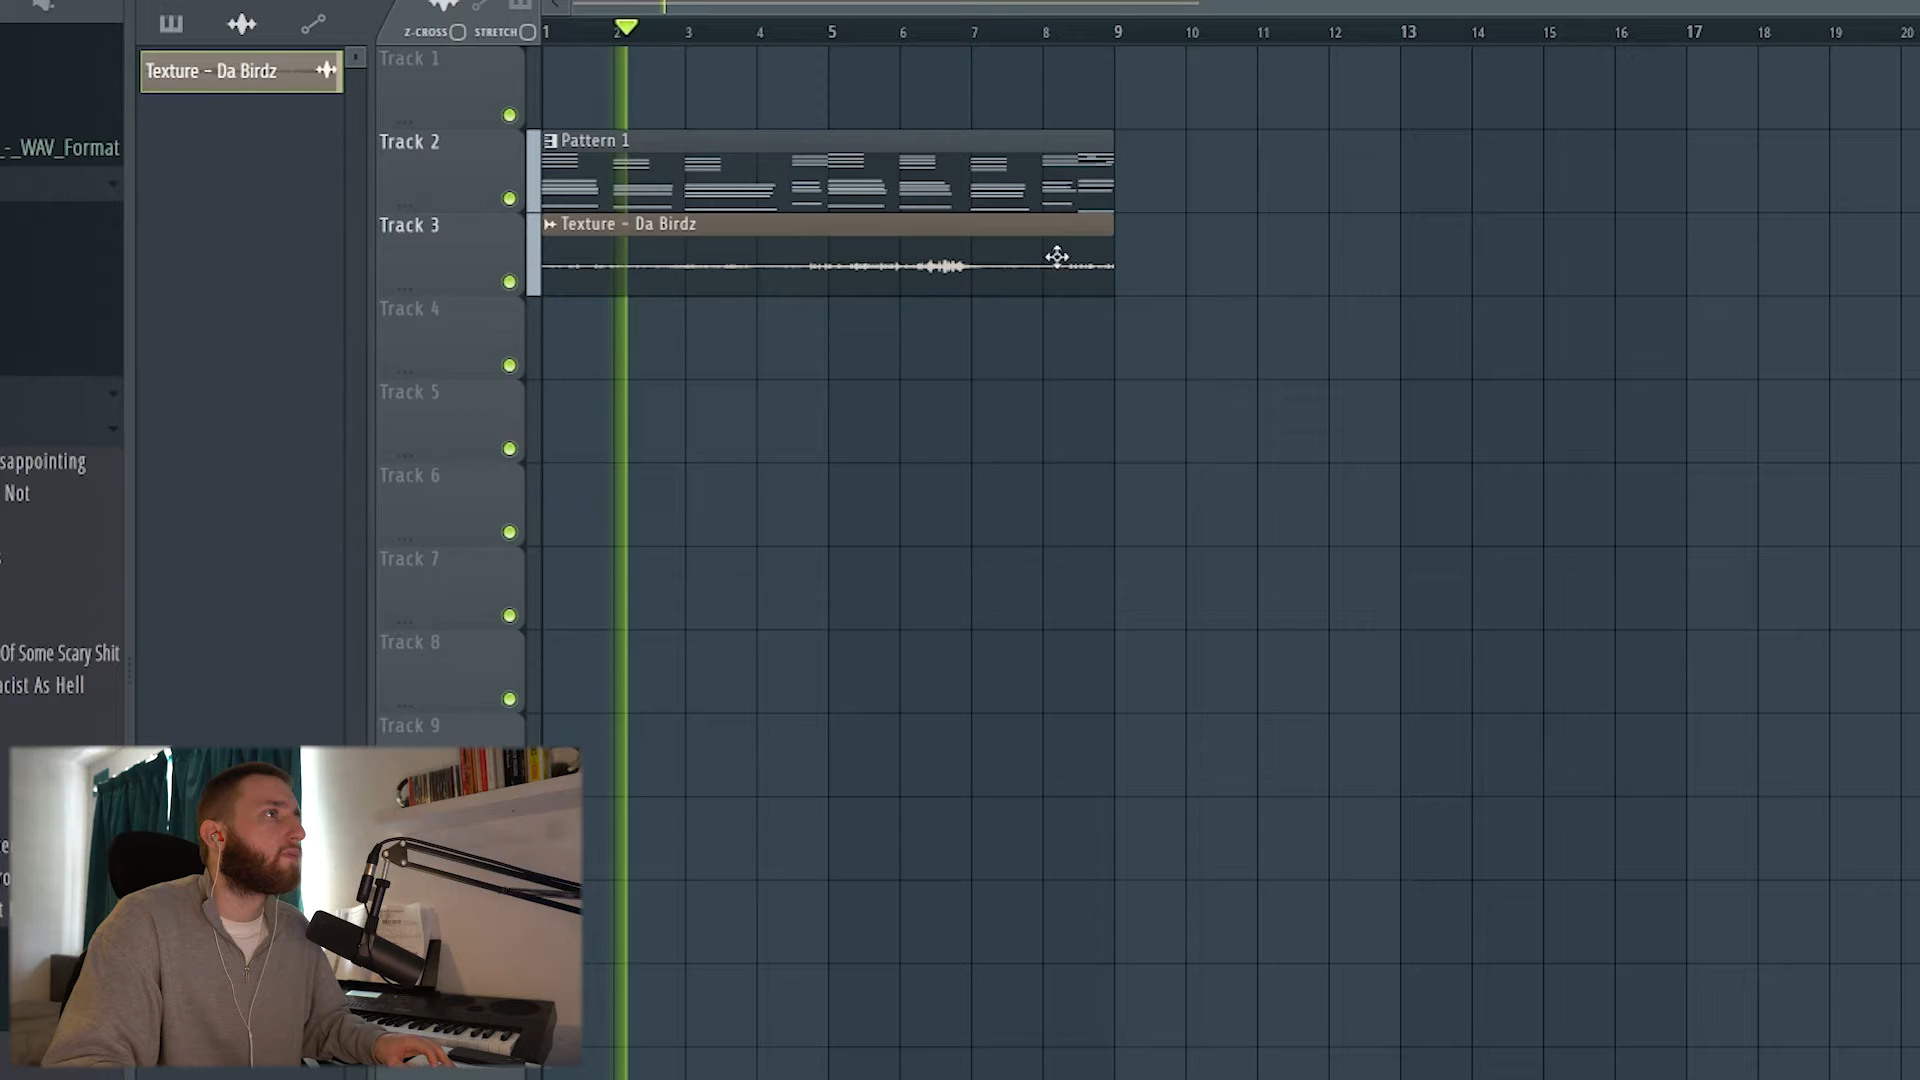 Z-CROSS STRETCH
1 2 3 4 5 6 7 8 9 10 11 12 13 14 15 16 17 18 19 20
Texture - Da Birdz
Track 1
_-_WAV_Format
Track 2
Pattern 1
Track 3
Texture - Da Birdz
Track 4
Track 5
sappointing
Track 6
Not
Track 7
Track 8
Of Some Scary Shit
acist As Hell
Track 9